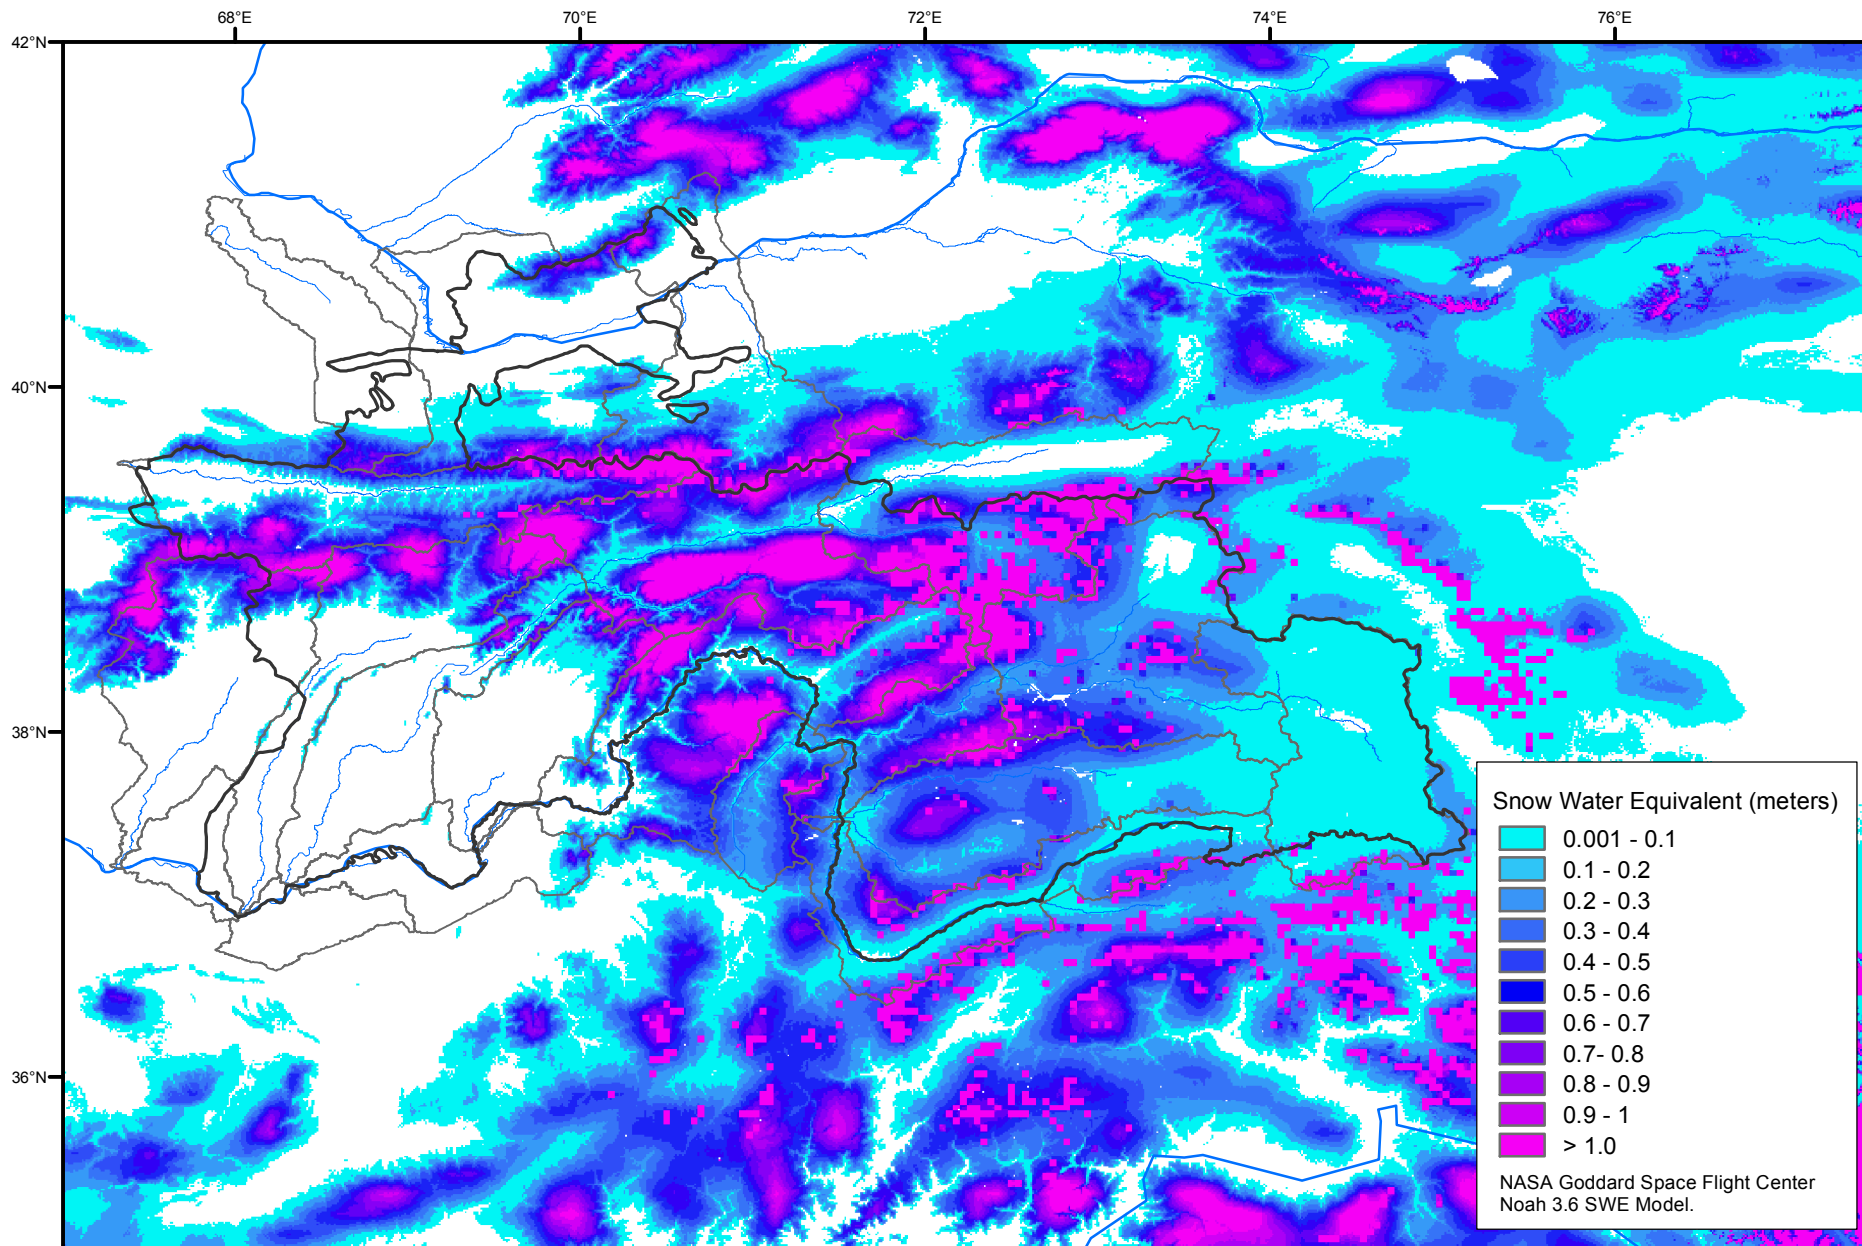 68°E 70°E 72°E 74°E 76°E
42°N
40°N
38°N
36°N
Snow Water Equivalent (meters)
0.001 - 0.1
0.1 - 0.2
0.2 - 0.3
0.3 - 0.4
0.4 - 0.5
0.5 - 0.6
0.6 - 0.7
0.7- 0.8
0.8 - 0.9
0.9 - 1
> 1.0
NASA Goddard Space Flight Center
Noah 3.6 SWE Model.